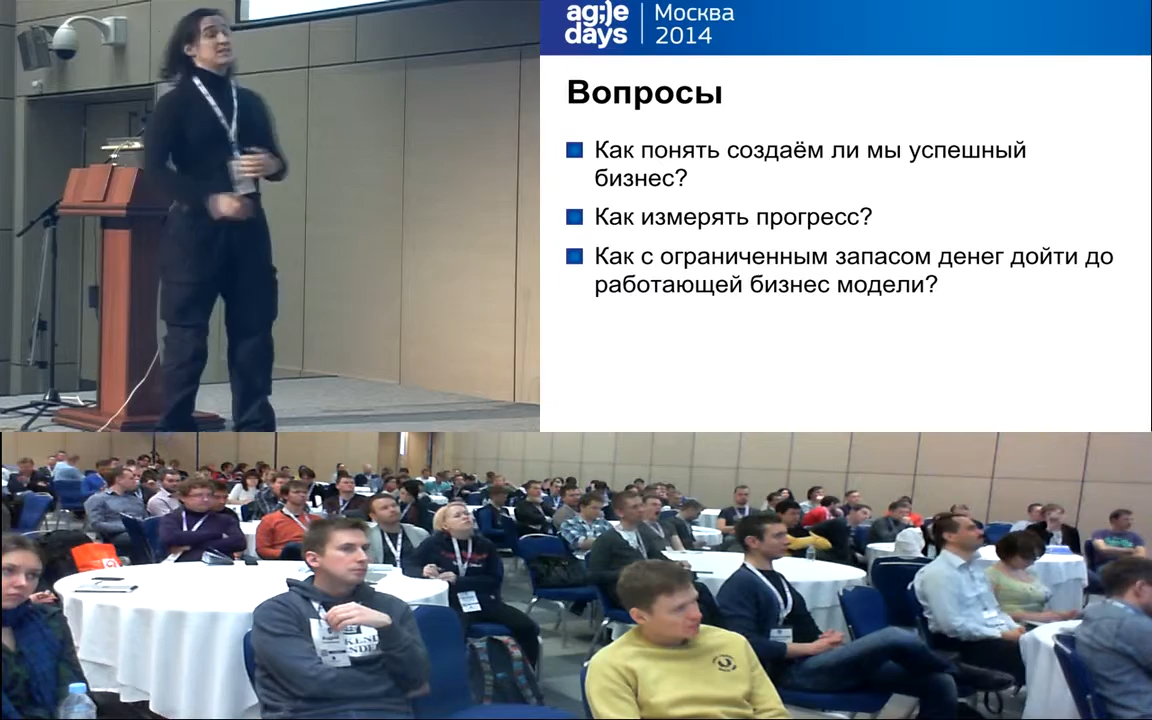 ag;)e
days
Москва
2014
Вопросы
Как понять создаём ли мы успешный
бизнес?
Как измерять прогресс?
Как с ограниченным запасом денег дойти до
работающей бизнес модели?